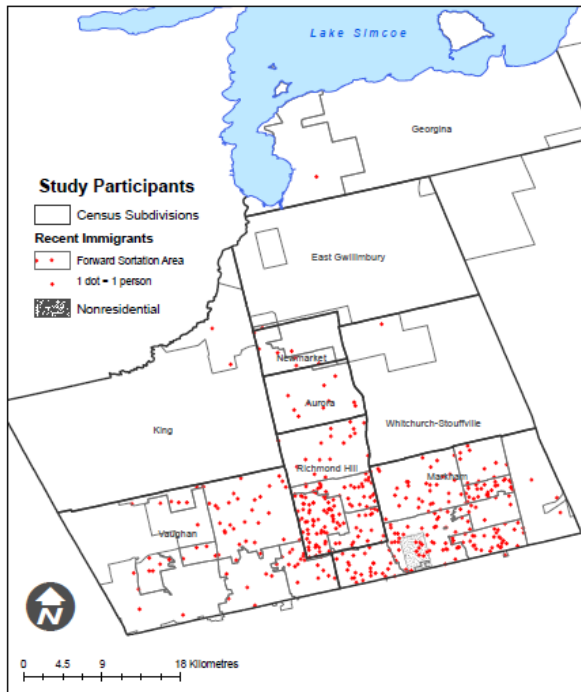 Lake Simcoe
Georgina
Study Participants
Census Subdivisions
Recent Immigrants
Forward Sortation Area
1 dot = 1 person
Nonresidential
East Gwillimbury
Newmarket
Aurora
King
Whitchurch-Stouffville
Richmond Hill
Markham
Vaughan
N
0 4.5 9 18 Kilometres